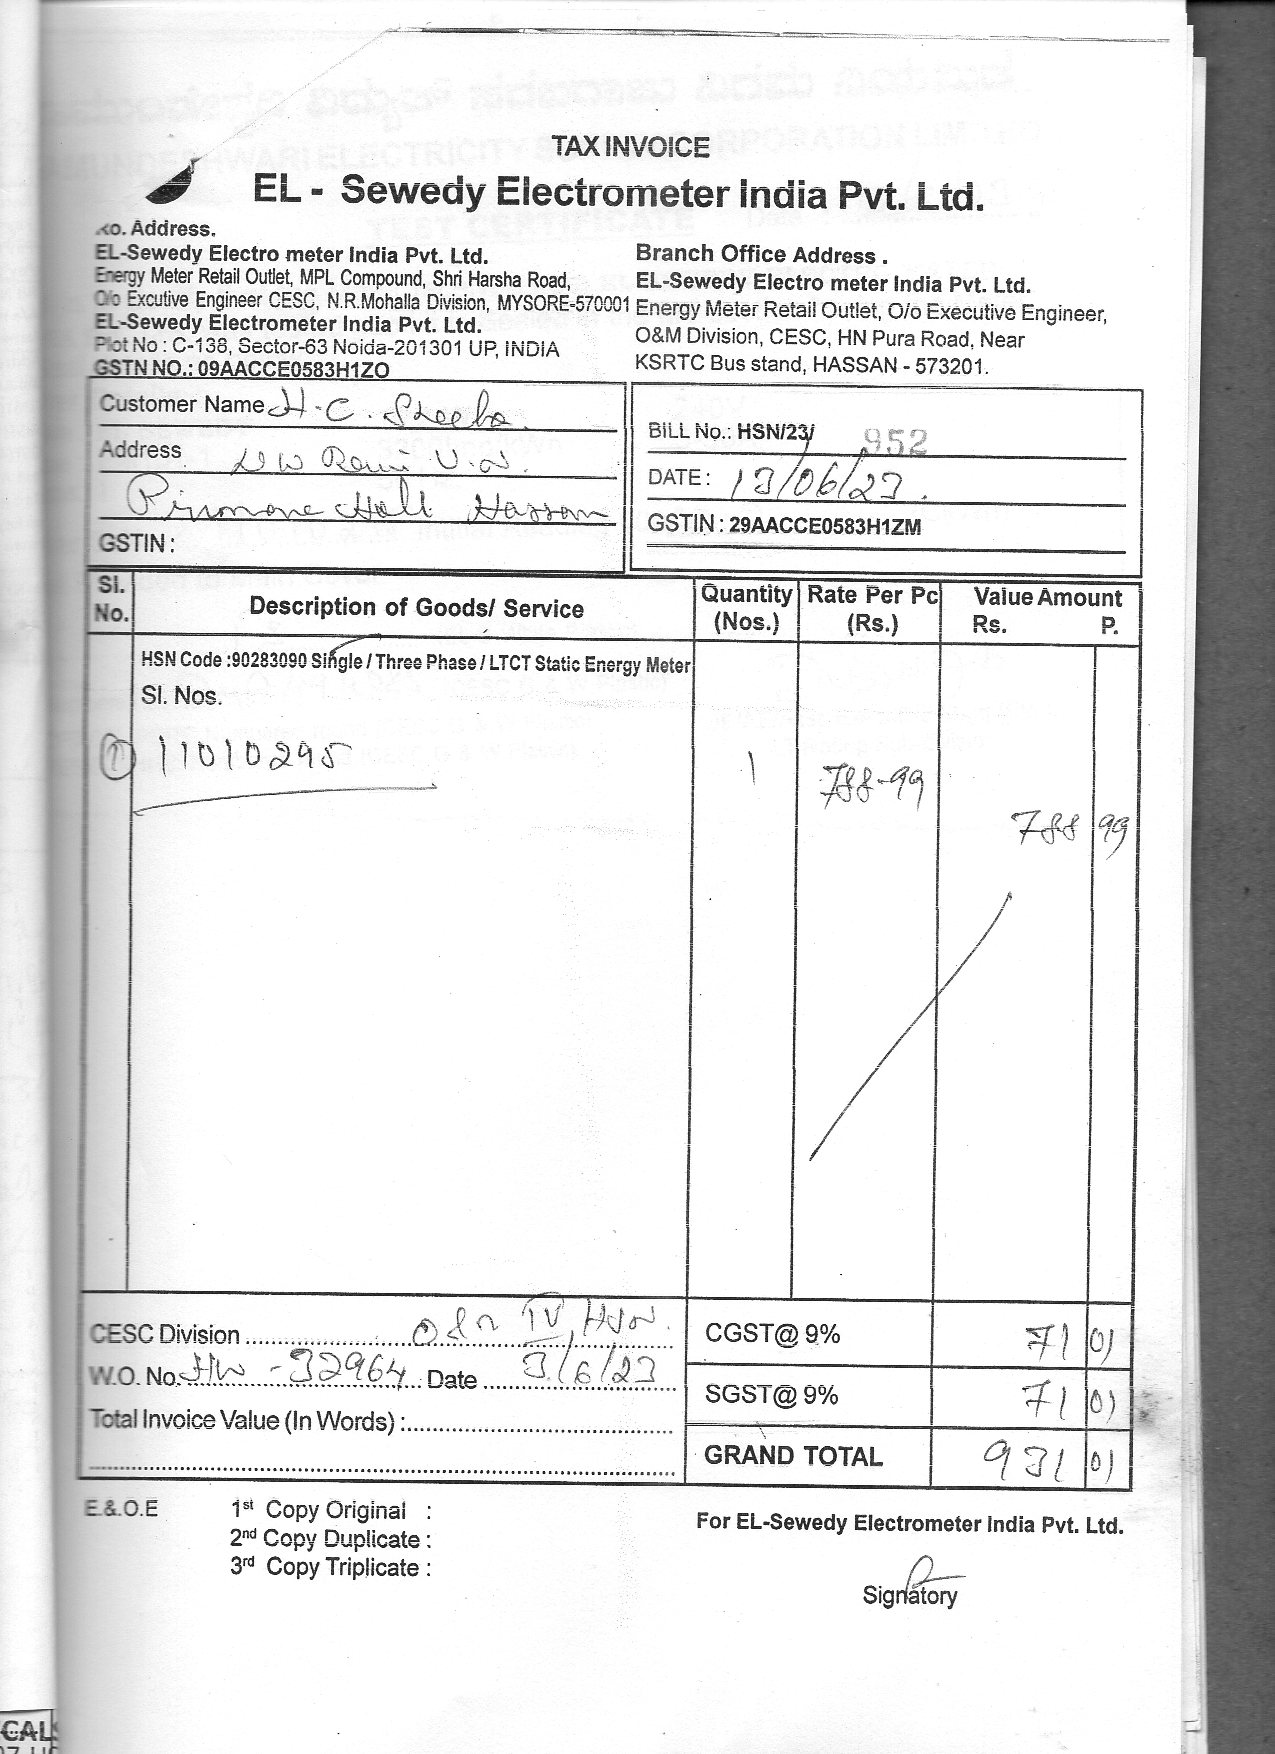 TAX INVOICE
EL - Sewedy Electrometer India Pvt. Ltd.
Ro. Address.
EL-Sewedy Electro meter India Pvt. Ltd.
Energy Meter Retail Outlet, MPL Compound, Shri Harsha Road,
O/o Excutive Engineer CESC, N.R.Mohalla Division, MYSORE-570001
EL-Sewedy Electrometer India Pvt. Ltd.
Plot No : C-138, Sector-63 Noida-201301 UP, INDIA
GSTN NO.: 09AACCE0583H1ZO
Branch Office Address .
EL-Sewedy Electro meter India Pvt. Ltd.
Energy Meter Retail Outlet, O/o Executive Engineer,
O&M Division, CESC, HN Pura Road, Near
KSRTC Bus stand, HASSAN - 573201.
Customer Name H.C. Sheeba
Address D/W Ravi U.N.
Hassan
GSTIN :
BILL No.: HSN/23/ 952
DATE : 13/06/23.
GSTIN : 29AACCE0583H1ZM
Sl. No. Description of Goods/ Service Quantity (Nos.) Rate Per Pc (Rs.) Value Amount Rs. P.
HSN Code :90283090 Single / Three Phase / LTCT Static Energy Meter
Sl. Nos.
1 11010295 1 788-99 788 99
CESC Division IV, HSN.
CGST@ 9% 71 01
W.O. No. HW - 32964 Date 3/6/23
SGST@ 9% 71 01
Total Invoice Value (In Words) :
GRAND TOTAL 931 01
E.&.O.E
1st Copy Original :
2nd Copy Duplicate :
3rd Copy Triplicate :
For EL-Sewedy Electrometer India Pvt. Ltd.
Signatory